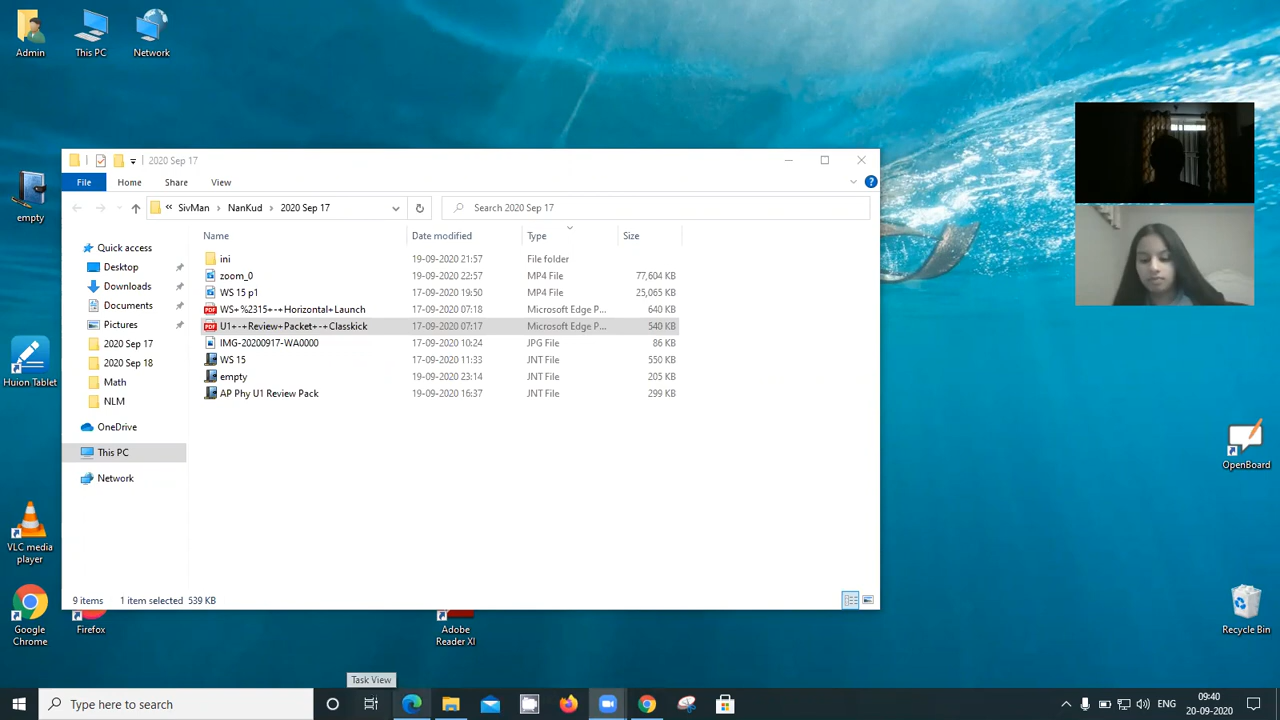 Admin
This PC
Network
empty
Huion Tablet
VLC media
player
Google
Chrome
Firefox
Adobe
Reader XI
OpenBoard
Recycle Bin
2020 Sep 17
File
Home
Share
View
« SivMan > NanKud > 2020 Sep 17
Search 2020 Sep 17
Quick access
Desktop
Downloads
Documents
Pictures
2020 Sep 17
2020 Sep 18
Math
NLM
OneDrive
This PC
Network
Name Date modified Type Size
ini 19-09-2020 21:57 File folder
zoom_0 19-09-2020 22:57 MP4 File 77,604 KB
WS 15 p1 17-09-2020 19:50 MP4 File 25,065 KB
WS+%2315+-+Horizontal+Launch 17-09-2020 07:18 Microsoft Edge P... 640 KB
U1+-+Review+Packet+-+Classkick 17-09-2020 07:17 Microsoft Edge P... 540 KB
IMG-20200917-WA0000 17-09-2020 10:24 JPG File 86 KB
WS 15 17-09-2020 11:33 JNT File 550 KB
empty 19-09-2020 23:14 JNT File 205 KB
AP Phy U1 Review Pack 19-09-2020 16:37 JNT File 299 KB
9 items 1 item selected 539 KB
Task View
Type here to search
ENG
09:40
20-09-2020